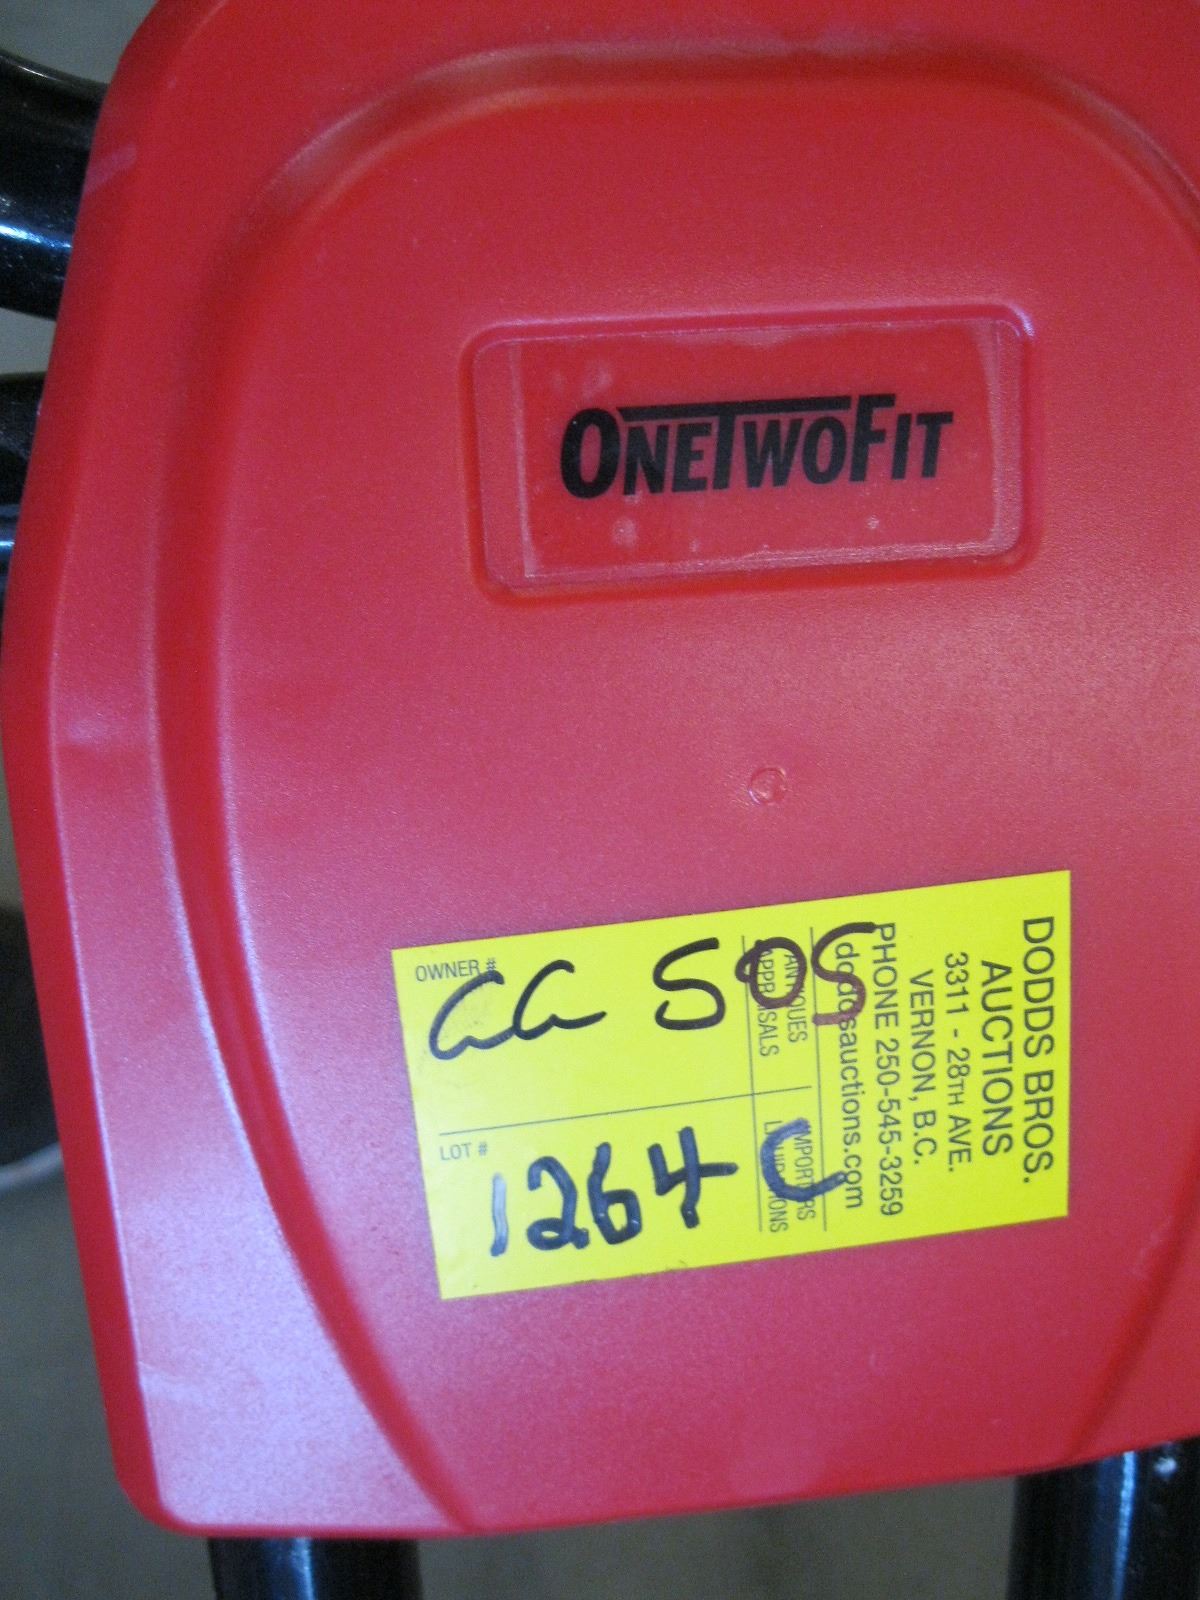 ONETWOFIT
DODDS BROS.
AUCTIONS
3311 - 28TH AVE.
VERNON, B.C.
PHONE 250-545-3259
doddsauctions.com
ANTIQUES
APPRAISALS
IMPORTERS
LIQUIDATIONS
OWNER #
505
LOT #
1264